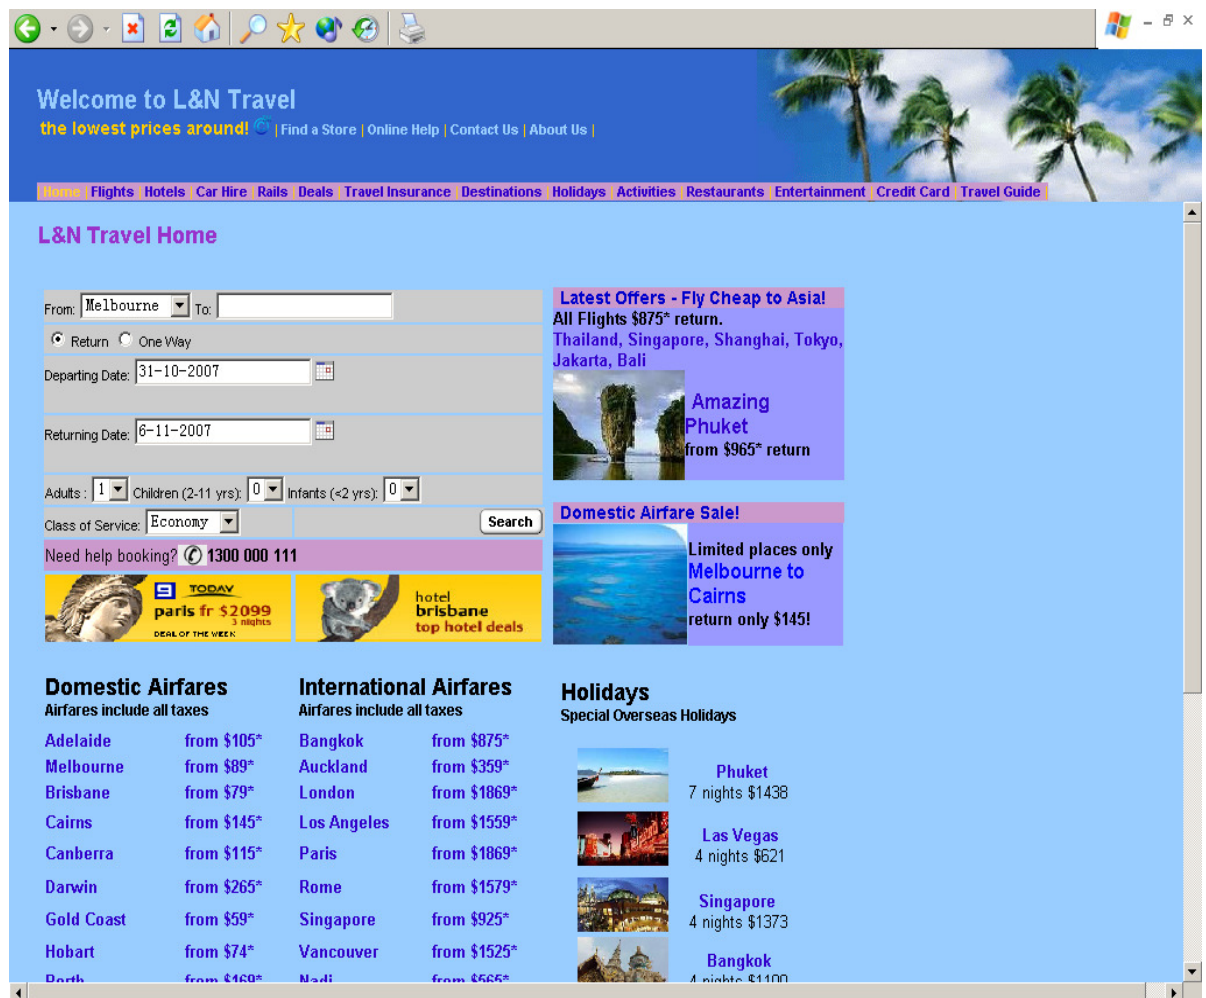 Welcome to L&N Travel
the lowest prices around! | Find a Store | Online Help | Contact Us | About Us |
| Home | Flights | Hotels | Car Hire | Rails | Deals | Travel Insurance | Destinations | Holidays | Activities | Restaurants | Entertainment | Credit Card | Travel Guide |
L&N Travel Home
From: Melbourne To:
Return One Way
Departing Date: 31-10-2007
Returning Date: 6-11-2007
Adults : 1 Children (2-11 yrs): 0 Infants (<2 yrs): 0
Class of Service: Economy Search
Need help booking? 1300 000 111
9 TODAY
paris fr $2099
3 nights
DEAL OF THE WEEK
hotel
brisbane
top hotel deals
Latest Offers - Fly Cheap to Asia!
All Flights $875* return.
Thailand, Singapore, Shanghai, Tokyo,
Jakarta, Bali
Amazing
Phuket
from $965* return
Domestic Airfare Sale!
Limited places only
Melbourne to
Cairns
return only $145!
Domestic Airfares
Airfares include all taxes
Adelaide from $105*
Melbourne from $89*
Brisbane from $79*
Cairns from $145*
Canberra from $115*
Darwin from $265*
Gold Coast from $59*
Hobart from $74*
Perth from $169*
International Airfares
Airfares include all taxes
Bangkok from $875*
Auckland from $359*
London from $1869*
Los Angeles from $1559*
Paris from $1869*
Rome from $1579*
Singapore from $925*
Vancouver from $1525*
Nadi from $565*
Holidays
Special Overseas Holidays
Phuket
7 nights $1438
Las Vegas
4 nights $621
Singapore
4 nights $1373
Bangkok
4 nights $1100